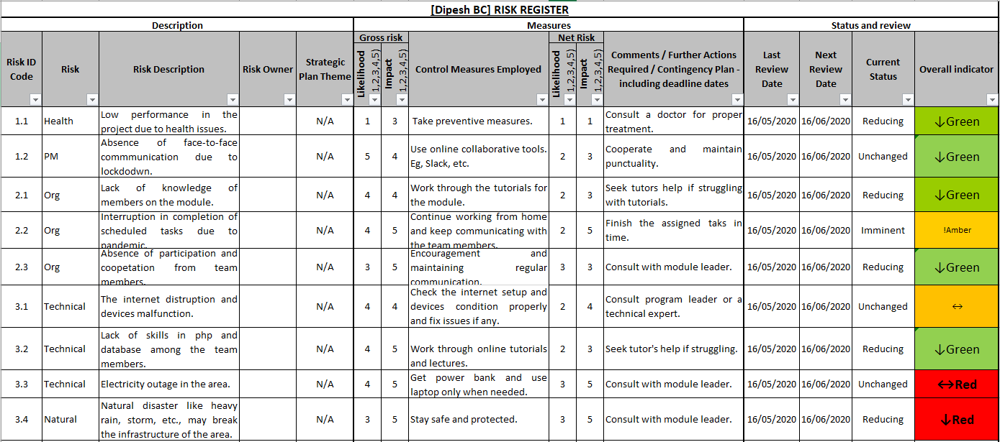 [Dipesh BC] RISK REGISTER
Description Measures Status and review
Gross risk Net Risk
Risk ID Code Risk Risk Description Risk Owner Strategic Plan Theme Likelihood 1,2,3,4,5) Impact 1,2,3,4,5) Control Measures Employed Likelihood 1,2,3,4,5) Impact 1,2,3,4,5) Comments / Further Actions Required / Contingency Plan - including deadline dates Last Review Date Next Review Date Current Status Overall indicator
1.1 Health Low performance in the project due to health issues. N/A 1 3 Take preventive measures. 1 1 Consult a doctor for proper treatment. 16/05/2020 16/06/2020 Reducing ↓Green
1.2 PM Absence of face-to-face commmunication due to lockdodwn. N/A 5 4 Use online collaborative tools. Eg, Slack, etc. 2 3 Cooperate and maintain punctuality. 16/05/2020 16/06/2020 Unchanged ↓Green
2.1 Org Lack of knowledge of members on the module. N/A 4 4 Work through the tutorials for the module. 2 3 Seek tutors help if struggling with tutorials. 16/05/2020 16/06/2020 Reducing ↓Green
2.2 Org Interruption in completion of scheduled tasks due to pandemic. N/A 4 5 Continue working from home and keep communicating with the team members. 2 5 Finish the assigned taks in time. 16/05/2020 16/06/2020 Imminent !Amber
2.3 Org Absence of participation and coopetation from team members. N/A 3 5 Encouragement and maintaining regular communication. 3 3 Consult with module leader. 16/05/2020 16/06/2020 Reducing ↓Green
3.1 Technical The internet distruption and devices malfunction. N/A 4 4 Check the internet setup and devices condition properly and fix issues if any. 2 4 Consult program leader or a technical expert. 16/05/2020 16/06/2020 Unchanged ↔
3.2 Technical Lack of skills in php and database among the team members. N/A 4 5 Work through online tutorials and lectures. 2 3 Seek tutor's help if struggling. 16/05/2020 16/06/2020 Reducing ↓Green
3.3 Technical Electricity outage in the area. N/A 4 5 Get power bank and use laptop only when needed. 3 5 Consult with module leader. 16/05/2020 16/06/2020 Unchanged ↔Red
3.4 Natural Natural disaster like heavy rain, storm, etc., may break the infrastructure of the area. N/A 3 5 Stay safe and protected. 3 5 Consult with module leader. 16/05/2020 16/06/2020 Reducing ↓Red